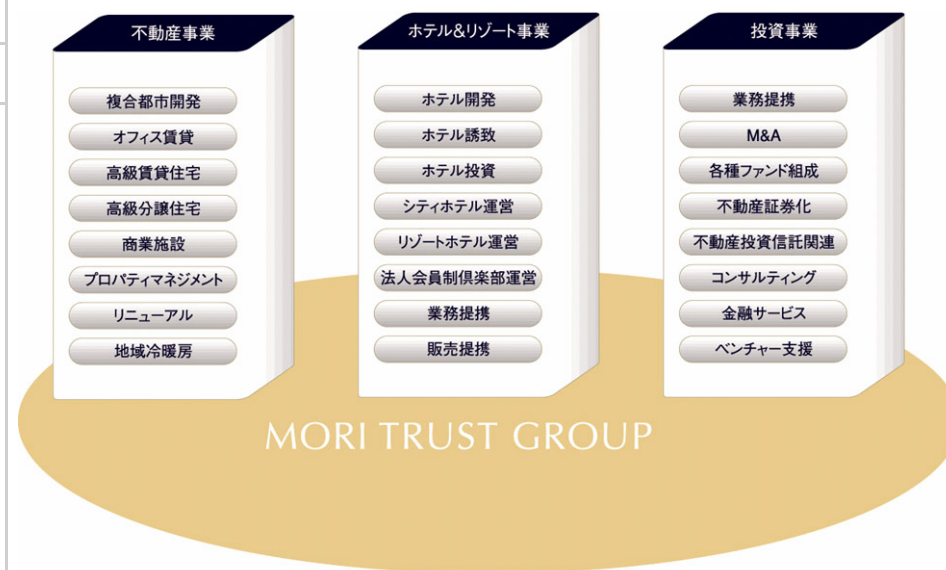 不動産事業
複合都市開発
オフィス賃貸
高級賃貸住宅
高級分譲住宅
商業施設
プロパティマネジメント
リニューアル
地域冷暖房
ホテル&リゾート事業
ホテル開発
ホテル誘致
ホテル投資
シティホテル運営
リゾートホテル運営
法人会員制倶楽部運営
業務提携
販売提携
投資事業
業務提携
M&A
各種ファンド組成
不動産証券化
不動産投資信託関連
コンサルティング
金融サービス
ベンチャー支援
MORI TRUST GROUP